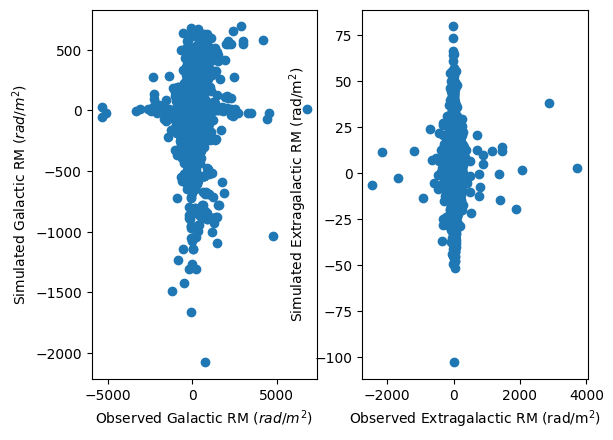 Simulated Galactic RM (rad/m²)
500
0
−500
−1000
−1500
−2000
−5000 0 5000
Observed Galactic RM (rad/m²)
Simulated Extragalactic RM (rad/m²)
75
50
25
0
−25
−50
−75
−100
−2000 0 2000 4000
Observed Extragalactic RM (rad/m²)